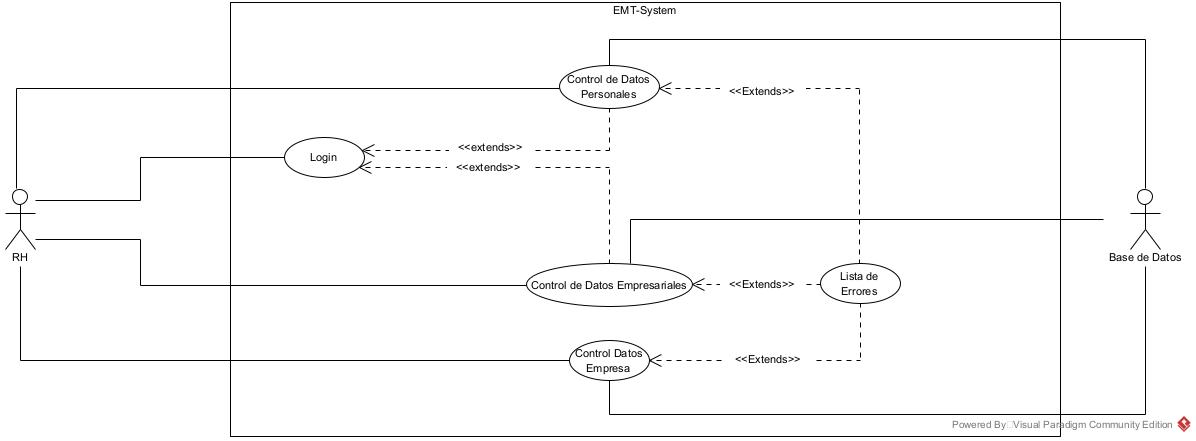 EMT-System
Control de Datos
Personales
<<Extends>>
<<extends>>
Login
<<extends>>
RH
Base de Datos
Lista de
Errores
Control de Datos Empresariales
<<Extends>>
Control Datos
Empresa
<<Extends>>
Powered By Visual Paradigm Community Edition